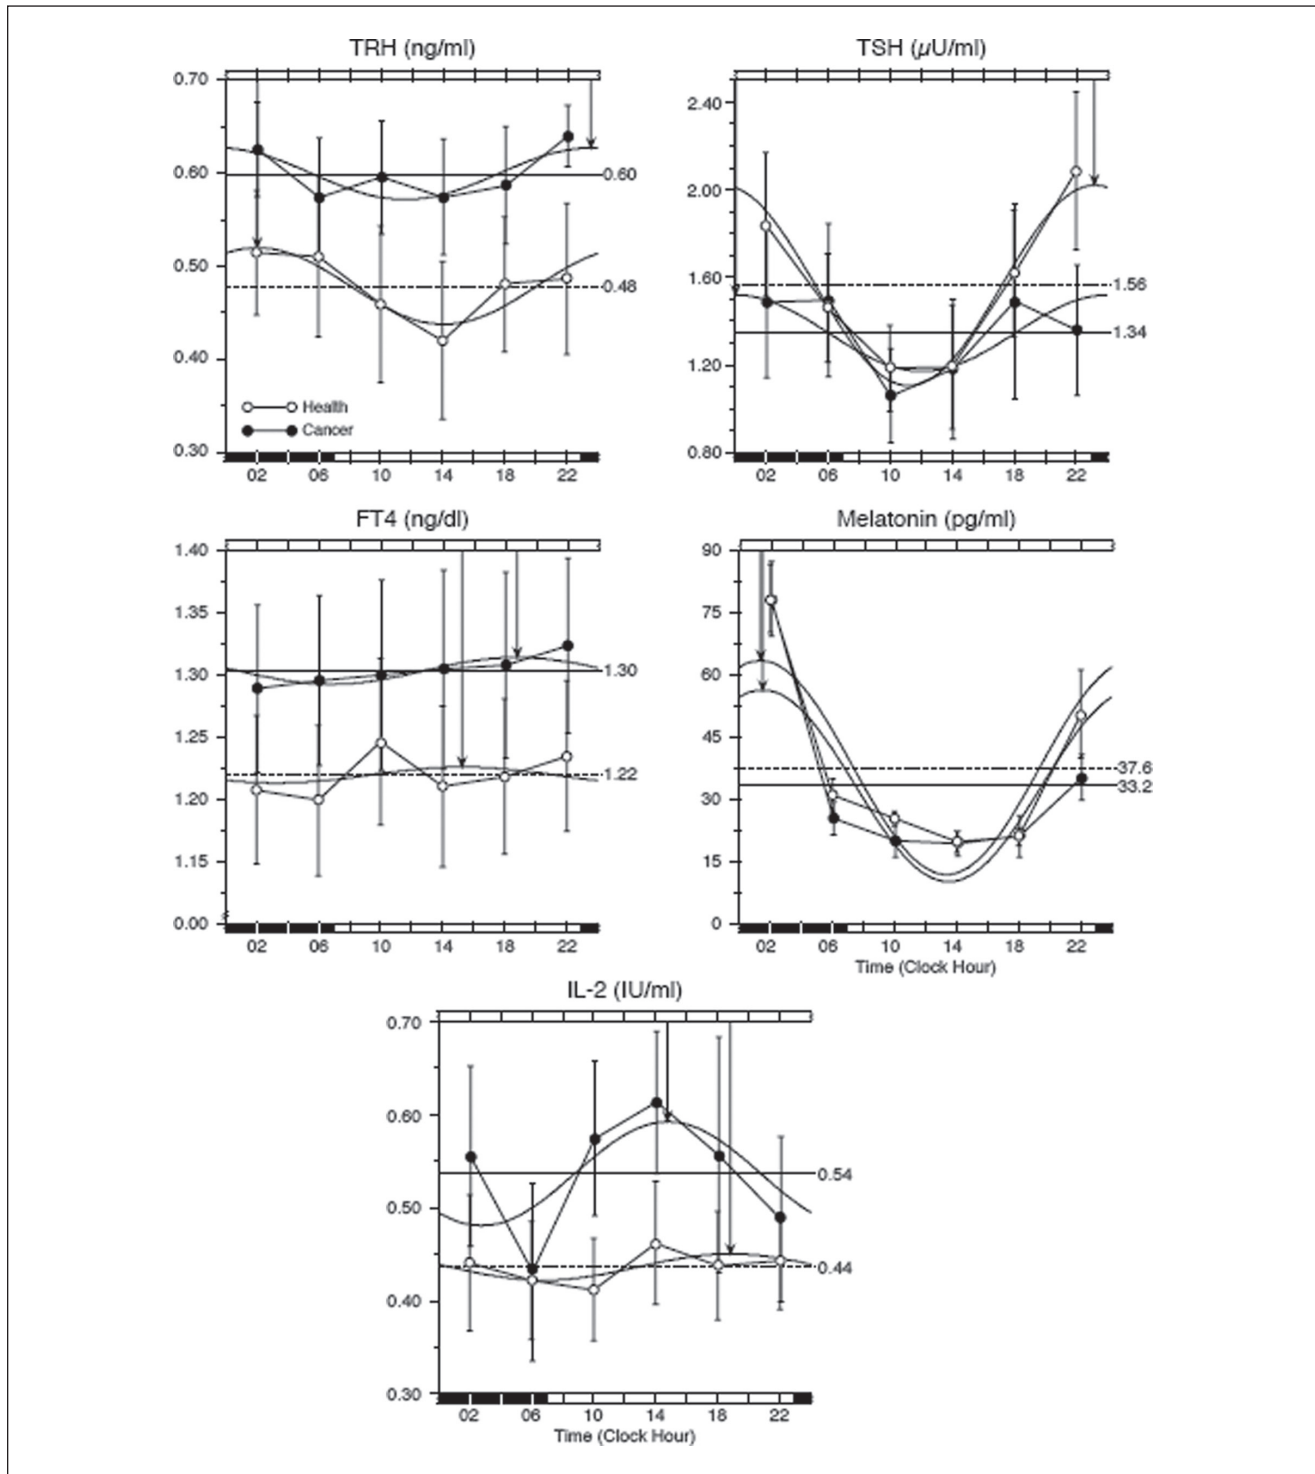 TRH (ng/ml)
0.70
0.60
0.50
0.40
0.30
0.60
0.48
Health
Cancer
02 06 10 14 18 22
TSH (µU/ml)
2.40
2.00
1.60
1.20
0.80
1.56
1.34
02 06 10 14 18 22
FT4 (ng/dl)
1.40
1.35
1.30
1.25
1.20
1.15
0.00
1.30
1.22
02 06 10 14 18 22
Melatonin (pg/ml)
90
75
60
45
30
15
0
37.6
33.2
02 06 10 14 18 22
Time (Clock Hour)
IL-2 (IU/ml)
0.70
0.60
0.50
0.40
0.30
0.54
0.44
02 06 10 14 18 22
Time (Clock Hour)